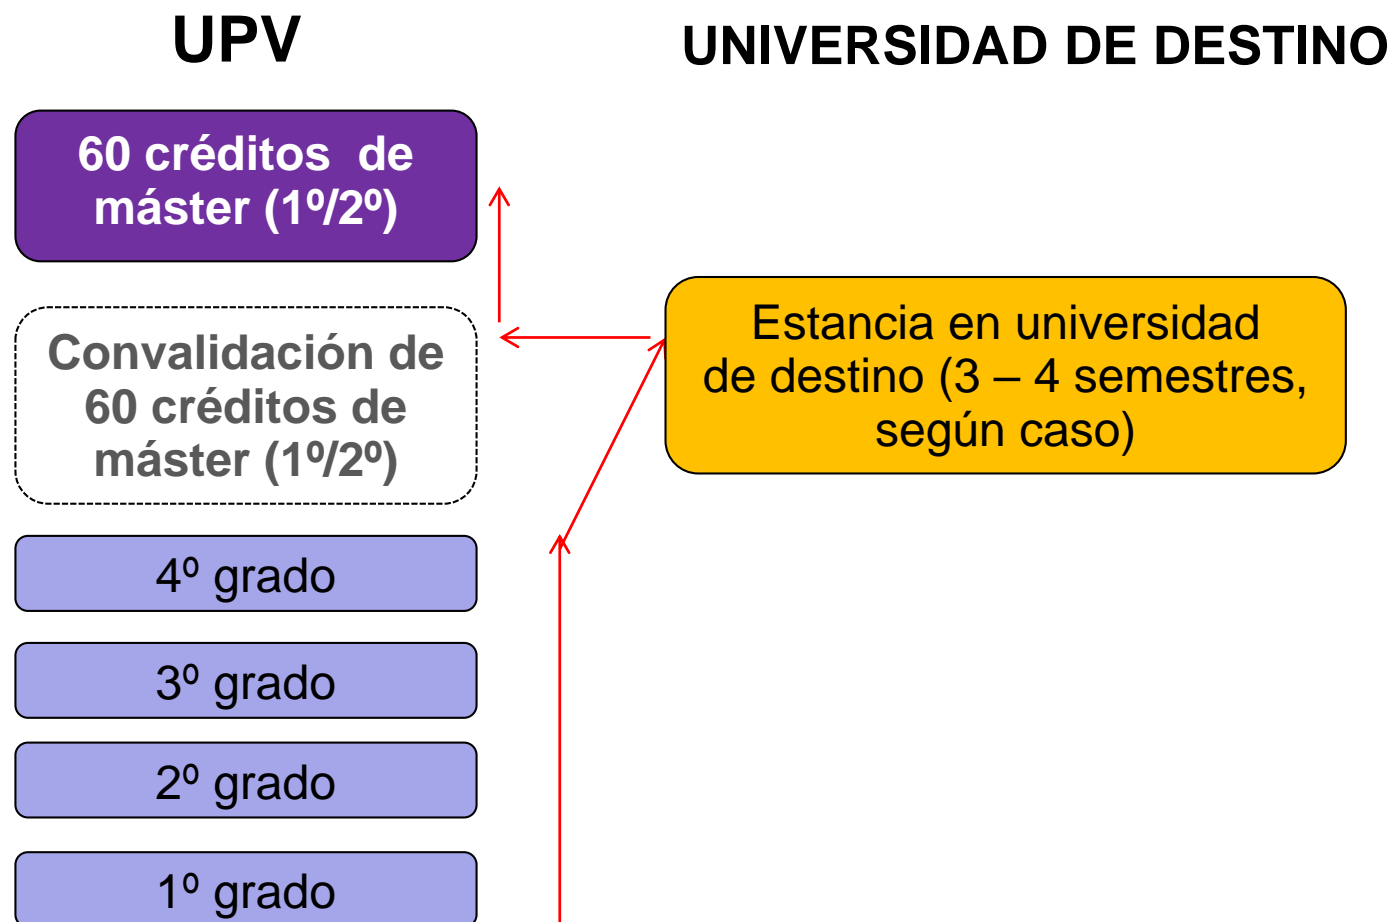 UPV
UNIVERSIDAD DE DESTINO
60 créditos  de
máster (1º/2º)
Convalidación de
60 créditos de
máster (1º/2º)
Estancia en universidad
de destino (3 – 4 semestres,
según caso)
4º grado
3º grado
2º grado
1º grado